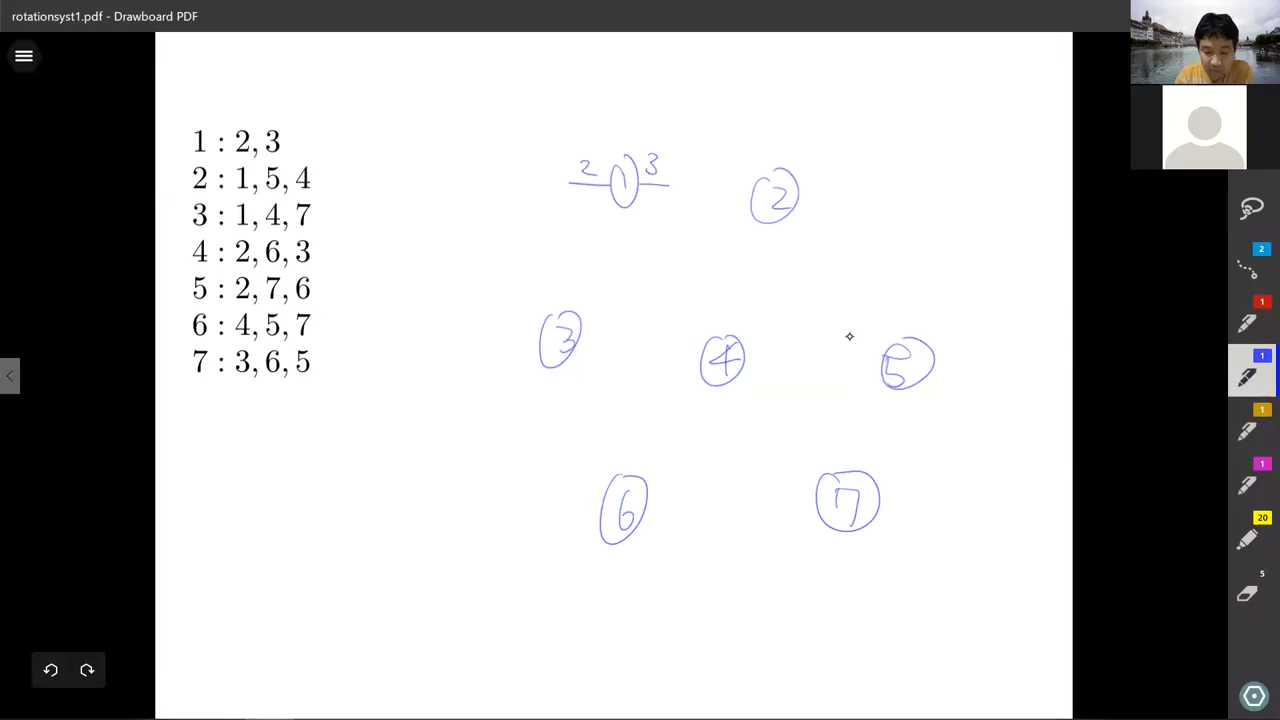 rotationsyst1.pdf - Drawboard PDF
1 : 2, 3
2 : 1, 5, 4
3 : 1, 4, 7
4 : 2, 6, 3
5 : 2, 7, 6
6 : 4, 5, 7
7 : 3, 6, 5
2 1 3
2
3
4
5
6
7
2
1
1
1
1
20
5